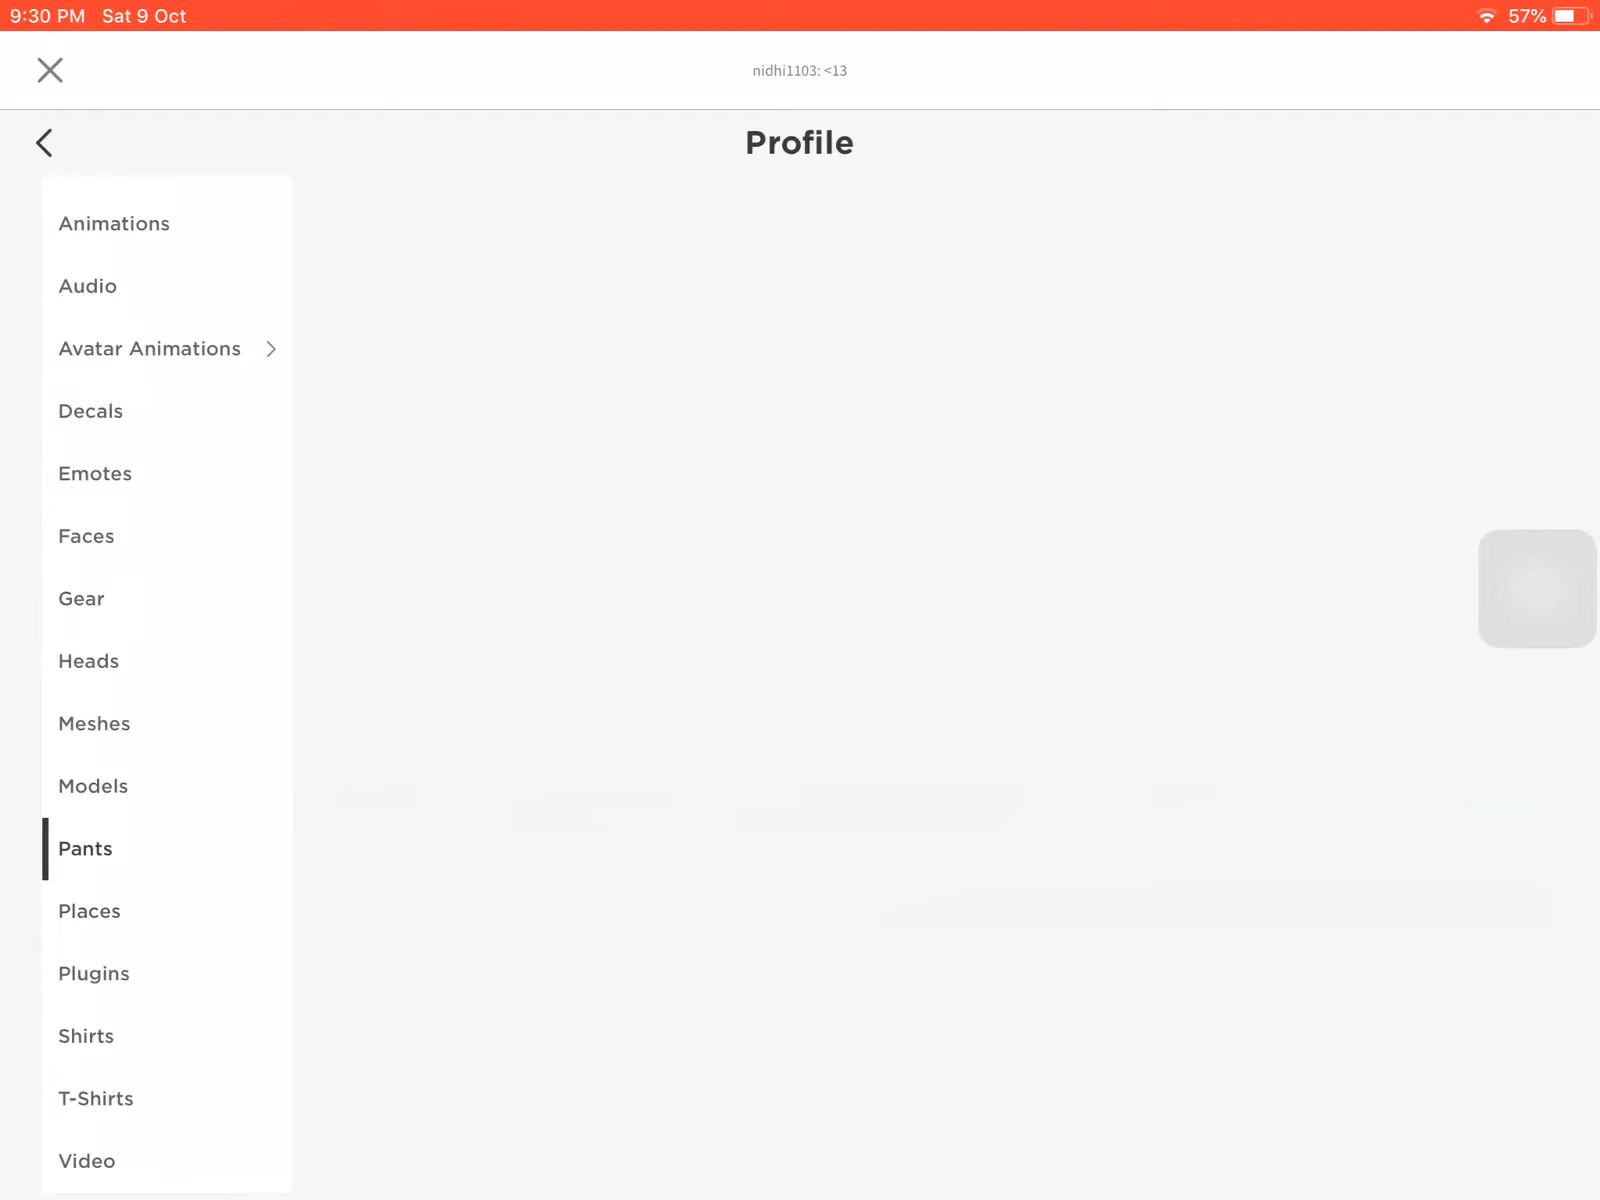 9:30 PM Sat 9 Oct 57%
nidhi1103: <13
Profile
Animations
Audio
Avatar Animations
Decals
Emotes
Faces
Gear
Heads
Meshes
Models
Pants
Places
Plugins
Shirts
T-Shirts
Video